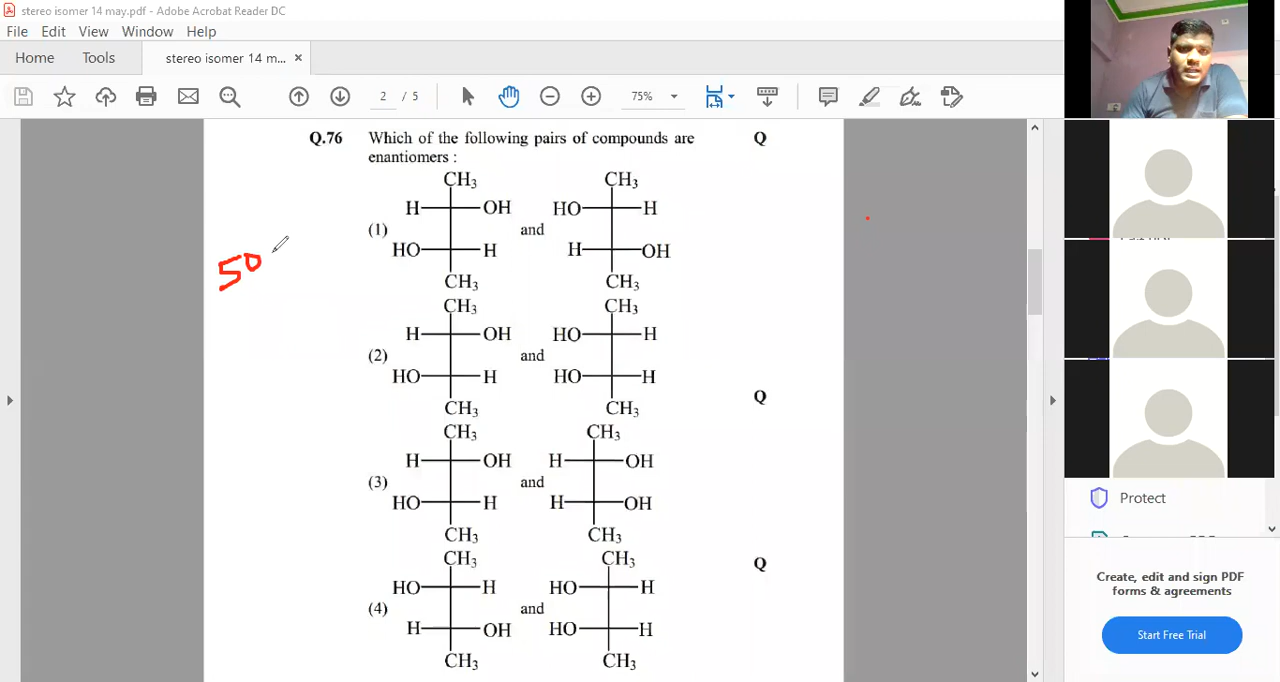 stereo isomer 14 may.pdf - Adobe Acrobat Reader DC
File Edit View Window Help
Home Tools stereo isomer 14 m... ×
2 / 5 75%
Q.76 Which of the following pairs of compounds are Q
enantiomers :
CH3 CH3
H OH HO H
(1) and
HO H H OH
CH3 CH3
CH3 CH3
H OH HO H
(2) and
HO H HO H
Q
CH3 CH3
CH3 CH3
H OH H OH
(3) and
HO H H OH
CH3 CH3
CH3 CH3
Q
HO H HO H
(4) and
H OH HO H
CH3 CH3
50
Protect
Create, edit and sign PDF
forms & agreements
Start Free Trial